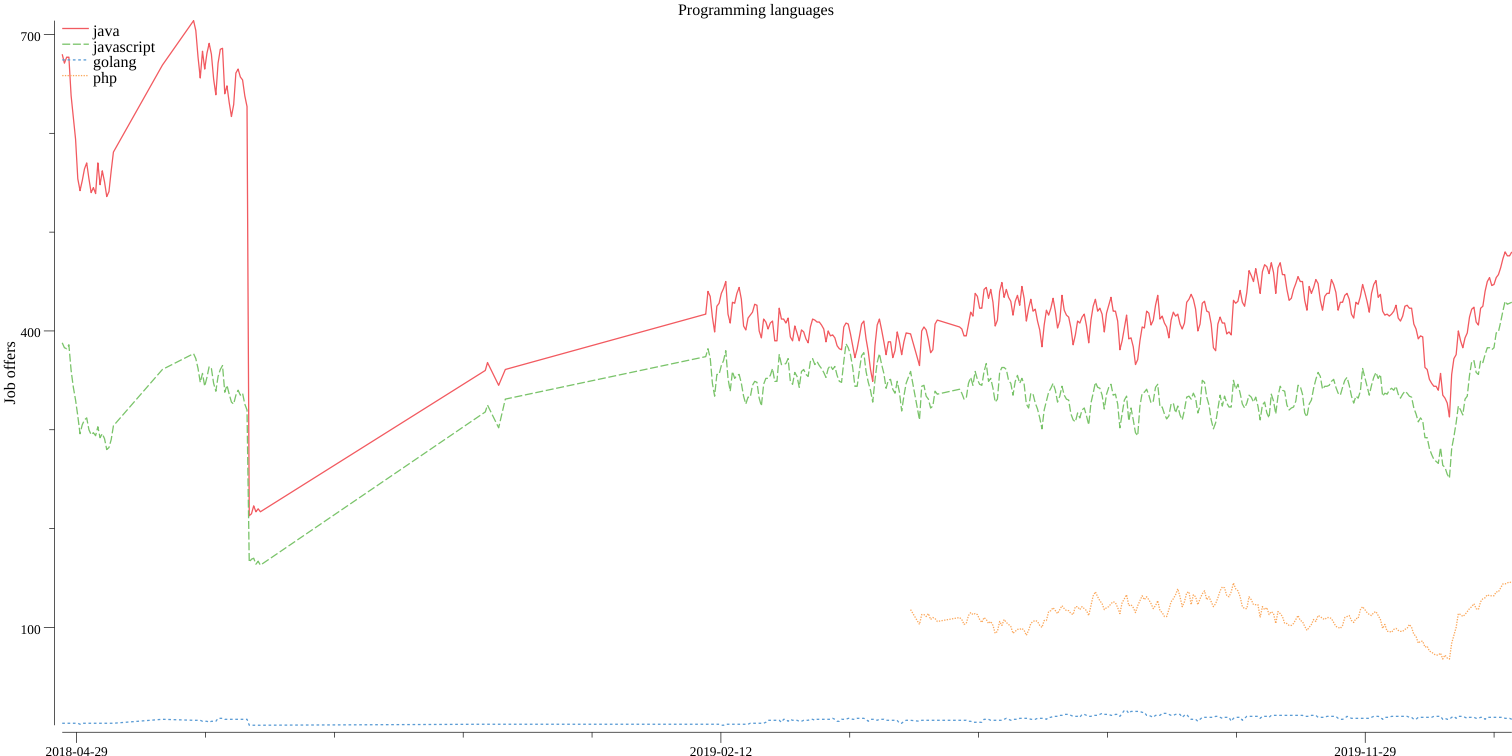 Programming languages
700
java
javascript
golang
php
400
Job offers
100
2018-04-29
2019-02-12
2019-11-29